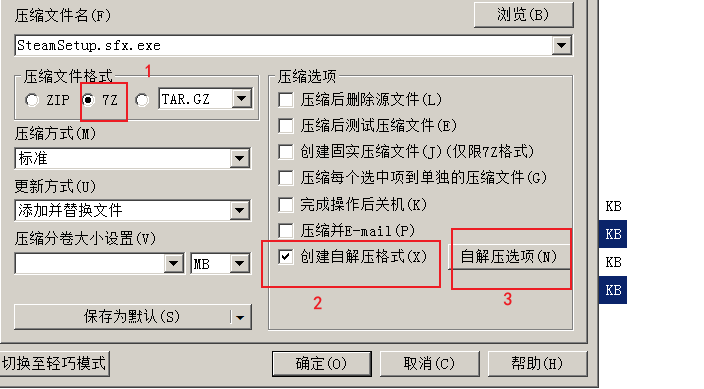 压缩文件名(F)
浏览(B)
SteamSetup.sfx.exe
压缩文件格式
1
ZIP
7Z
TAR.GZ
压缩方式(M)
标准
更新方式(U)
添加并替换文件
压缩分卷大小设置(V)
MB
保存为默认(S)
压缩选项
压缩后删除源文件(L)
压缩后测试压缩文件(E)
创建固实压缩文件(J)(仅限7Z格式)
压缩每个选中项到单独的压缩文件(G)
完成操作后关机(K)
压缩并E-mail(P)
创建自解压格式(X)
自解压选项(N)
2
3
KB
KB
KB
KB
切换至轻巧模式
确定(O)
取消(C)
帮助(H)